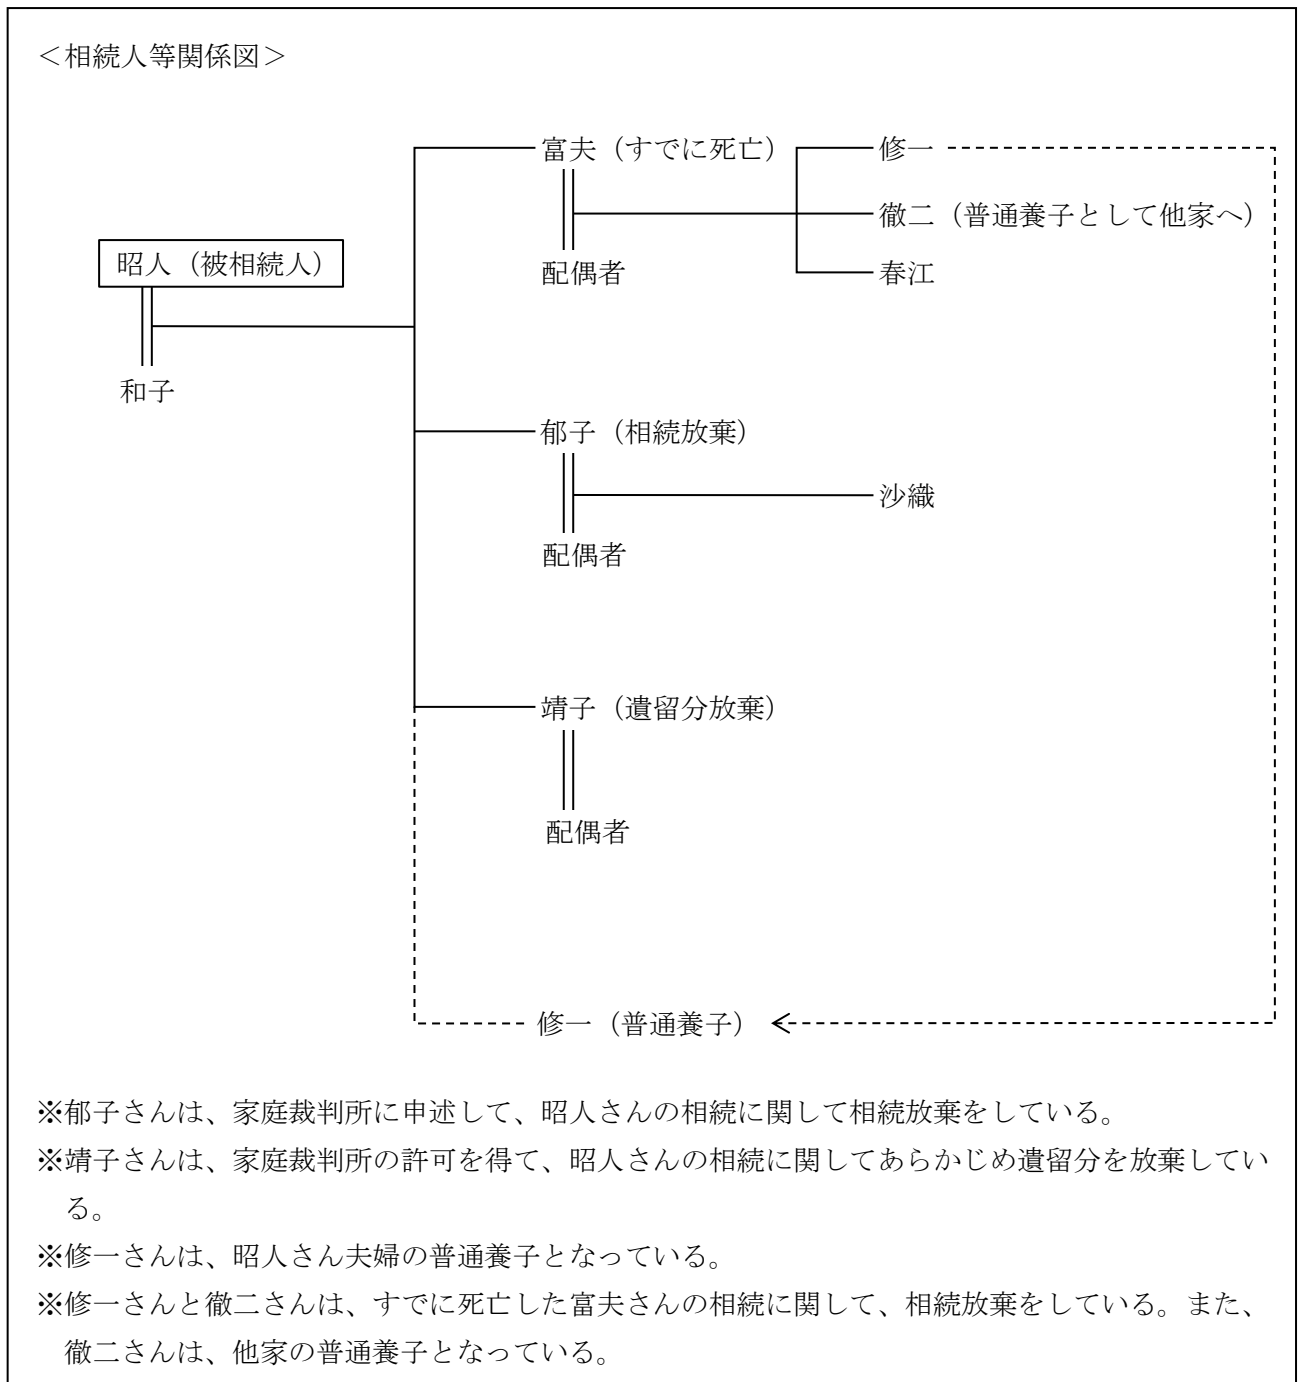 ＜相続人等関係図＞
富夫（すでに死亡）
修一
徹二（普通養子として他家へ）
昭人（被相続人）
配偶者
春江
和子
郁子（相続放棄）
沙織
配偶者
靖子（遺留分放棄）
配偶者
修一（普通養子）
※郁子さんは、家庭裁判所に申述して、昭人さんの相続に関して相続放棄をしている。
※靖子さんは、家庭裁判所の許可を得て、昭人さんの相続に関してあらかじめ遺留分を放棄してい
る。
※修一さんは、昭人さん夫婦の普通養子となっている。
※修一さんと徹二さんは、すでに死亡した富夫さんの相続に関して、相続放棄をしている。また、
徹二さんは、他家の普通養子となっている。